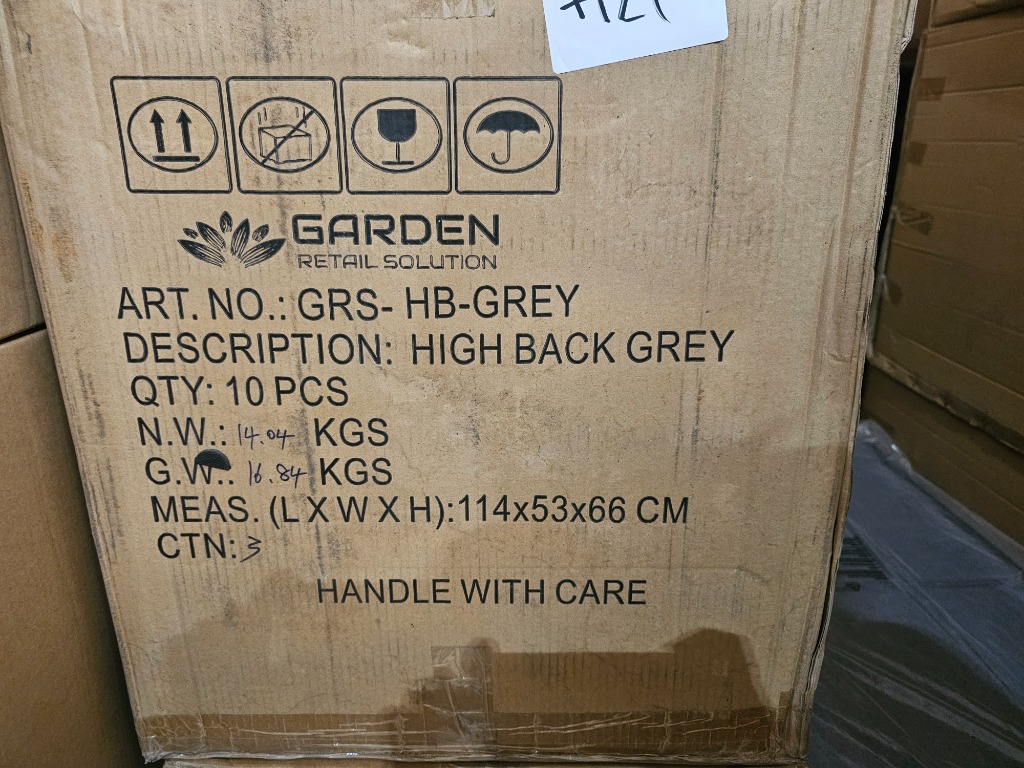 GARDEN
RETAIL SOLUTION
ART. NO.: GRS- HB-GREY
DESCRIPTION: HIGH BACK GREY
QTY: 10 PCS
N.W.: 14.04 KGS
G.W.: 16.84 KGS
MEAS. (L X W X H):114x53x66 CM
CTN: 3
HANDLE WITH CARE